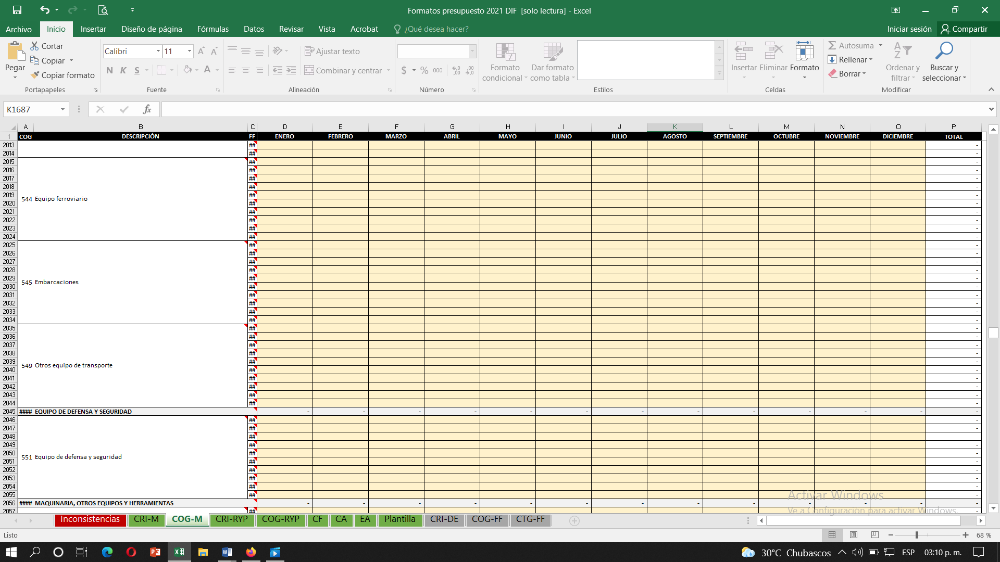 Formatos presupuesto 2021 DIF  [solo lectura] - Excel
Archivo Inicio Insertar Diseño de página Fórmulas Datos Revisar Vista Acrobat ¿Qué desea hacer? Iniciar sesión Compartir
Pegar
Cortar
Copiar
Copiar formato
Portapapeles
Calibri 11
N K S
Fuente
Ajustar texto
Combinar y centrar
Alineación
$ % 000
Número
Formato condicional
Dar formato como tabla
Estilos
Insertar Eliminar Formato
Celdas
Autosuma
Rellenar
Borrar
Ordenar y filtrar
Buscar y seleccionar
Modificar
K1687 fx
A B C D E F G H I J K L M N O P
1 COG DESCRIPCIÓN FF ENERO FEBRERO MARZO ABRIL MAYO JUNIO JULIO AGOSTO SEPTIEMBRE OCTUBRE NOVIEMBRE DICIEMBRE TOTAL
2013 ## -
2014 ## -
2015 ## -
2016 ## -
2017 ## -
2018 ## -
2019 ## -
544 Equipo ferroviario
2020 ## -
2021 ## -
2022 ## -
2023 ## -
2024 ## -
2025 ## -
2026 ## -
2027 ## -
2028 ## -
2029 ## -
545 Embarcaciones
2030 ## -
2031 ## -
2032 ## -
2033 ## -
2034 ## -
2035 ## -
2036 ## -
2037 ## -
2038 ## -
2039 ## -
549 Otros equipo de transporte
2040 ## -
2041 ## -
2042 ## -
2043 ## -
2044 ## -
2045 #### EQUIPO DE DEFENSA Y SEGURIDAD - - - - - - - - - - - - -
2046 ## -
2047 ## -
2048 ##
2049 ## -
2050 ## -
551 Equipo de defensa y seguridad
2051 ## -
2052 ## -
2053 ## -
2054 ## -
2055 ## -
2056 #### MAQUINARIA, OTROS EQUIPOS Y HERRAMIENTAS - - - - - - - - - - - - -
2057 ## -
Activar Windows
Ve a Configuración para activar Windows.
Inconsistencias CRI-M COG-M CRI-RYP COG-RYP CF CA EA Plantilla CRI-DE COG-FF CTG-FF
Listo 68 %
30°C Chubascos ESP 03:10 p. m.